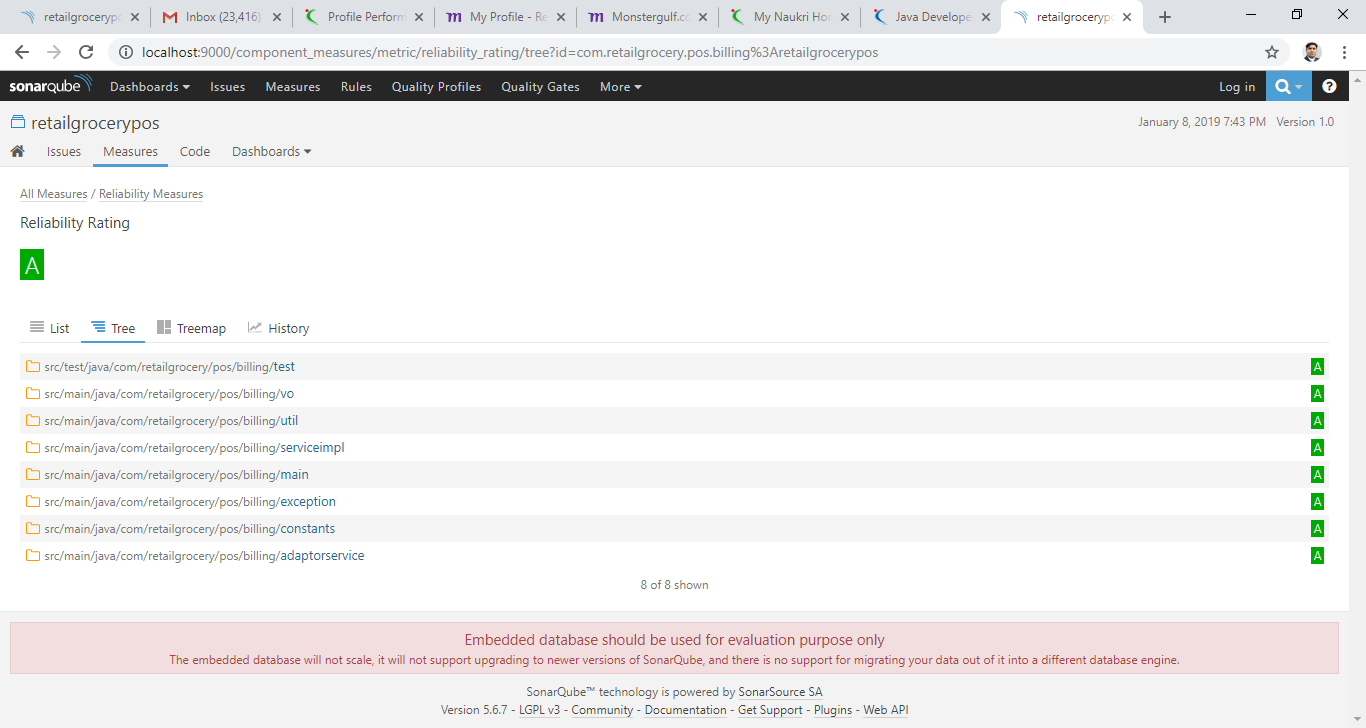 retailgrocerypo
Inbox (23,416)
Profile Perform
My Profile - Re
Monstergulf.co
My Naukri Ho
Java Develope
retailgrocerypo
localhost:9000/component_measures/metric/reliability_rating/tree?id=com.retailgrocery.pos.billing%3Aretailgrocerypos
sonarqube Dashboards Issues Measures Rules Quality Profiles Quality Gates More Log in ?
retailgrocerypos January 8, 2019 7:43 PM Version 1.0
Issues Measures Code Dashboards
All Measures / Reliability Measures
Reliability Rating
A
List Tree Treemap History
src/test/java/com/retailgrocery/pos/billing/test A
src/main/java/com/retailgrocery/pos/billing/vo A
src/main/java/com/retailgrocery/pos/billing/util A
src/main/java/com/retailgrocery/pos/billing/serviceimpl A
src/main/java/com/retailgrocery/pos/billing/main A
src/main/java/com/retailgrocery/pos/billing/exception A
src/main/java/com/retailgrocery/pos/billing/constants A
src/main/java/com/retailgrocery/pos/billing/adaptorservice A
8 of 8 shown
Embedded database should be used for evaluation purpose only
The embedded database will not scale, it will not support upgrading to newer versions of SonarQube, and there is no support for migrating your data out of it into a different database engine.
SonarQube™ technology is powered by SonarSource SA
Version 5.6.7 - LGPL v3 - Community - Documentation - Get Support - Plugins - Web API